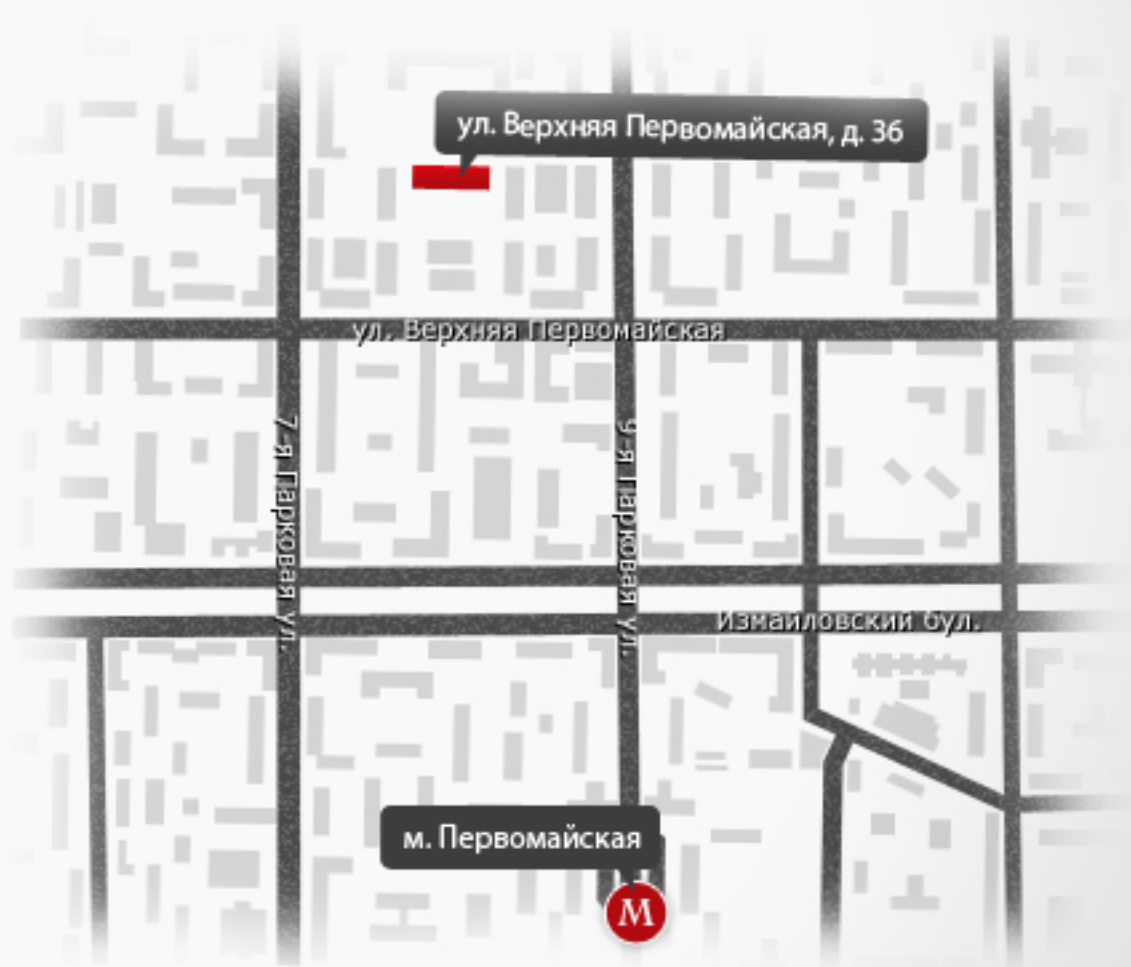 ул. Верхняя Первомайская, д. 36
ул. Верхняя Первомайская
7-я Парковая ул.
9-я Парковая ул.
Измайловский бул.
м. Первомайская
М